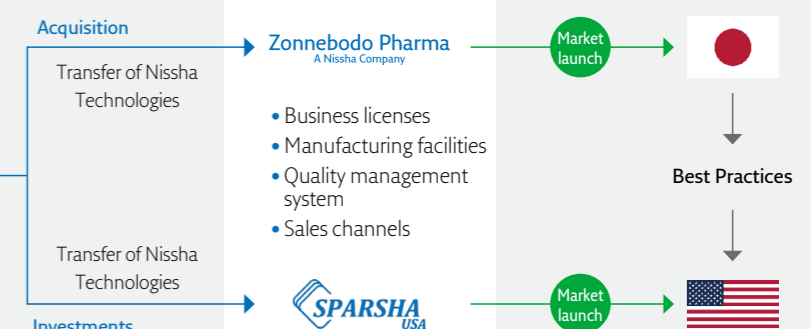 Acquisition
Transfer of Nissha
Technologies
Zonnebodo Pharma
A Nissha Company
Market
launch
• Business licenses
• Manufacturing facilities
• Quality management
system
• Sales channels
Best Practices
Transfer of Nissha
Technologies
Investments
SPARSHA
USA
Market
launch